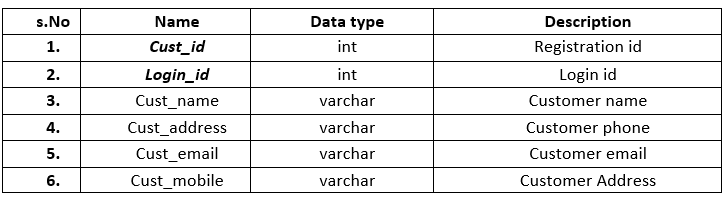 s.No Name Data type Description
1. Cust_id int Registration id
2. Login_id int Login id
3. Cust_name varchar Customer name
4. Cust_address varchar Customer phone
5. Cust_email varchar Customer email
6. Cust_mobile varchar Customer Address